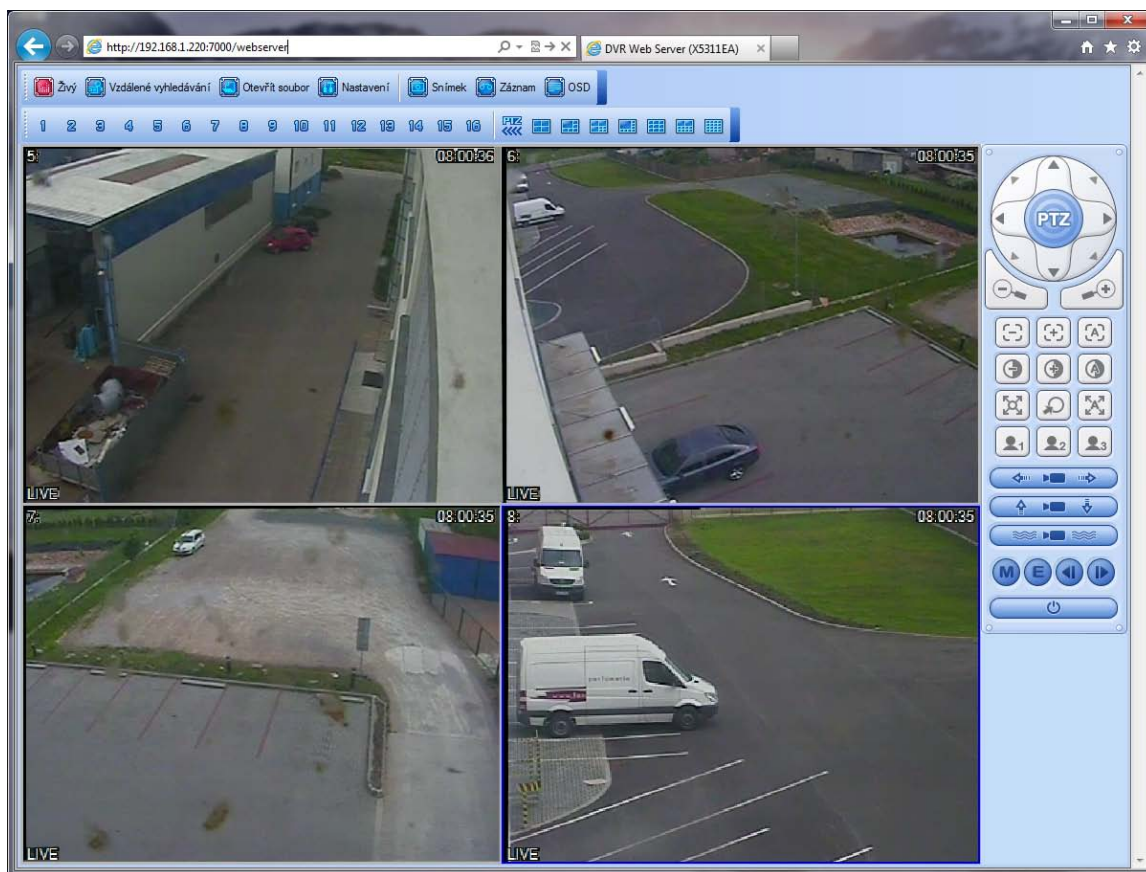 http://192.168.1.220:7000/webserver
DVR Web Server (X5311EA)
Živý Vzdálené vyhledávání Otevřít soubor Nastavení Snímek Záznam OSD
1 2 3 4 5 6 7 8 9 10 11 12 13 14 15 16 PTZ
5: 08:00:36
LIVE
6: 08:00:35
LIVE
7: 08:00:35
LIVE
8: 08:00:35
LIVE
PTZ
A
A
A
1 2 3
M E